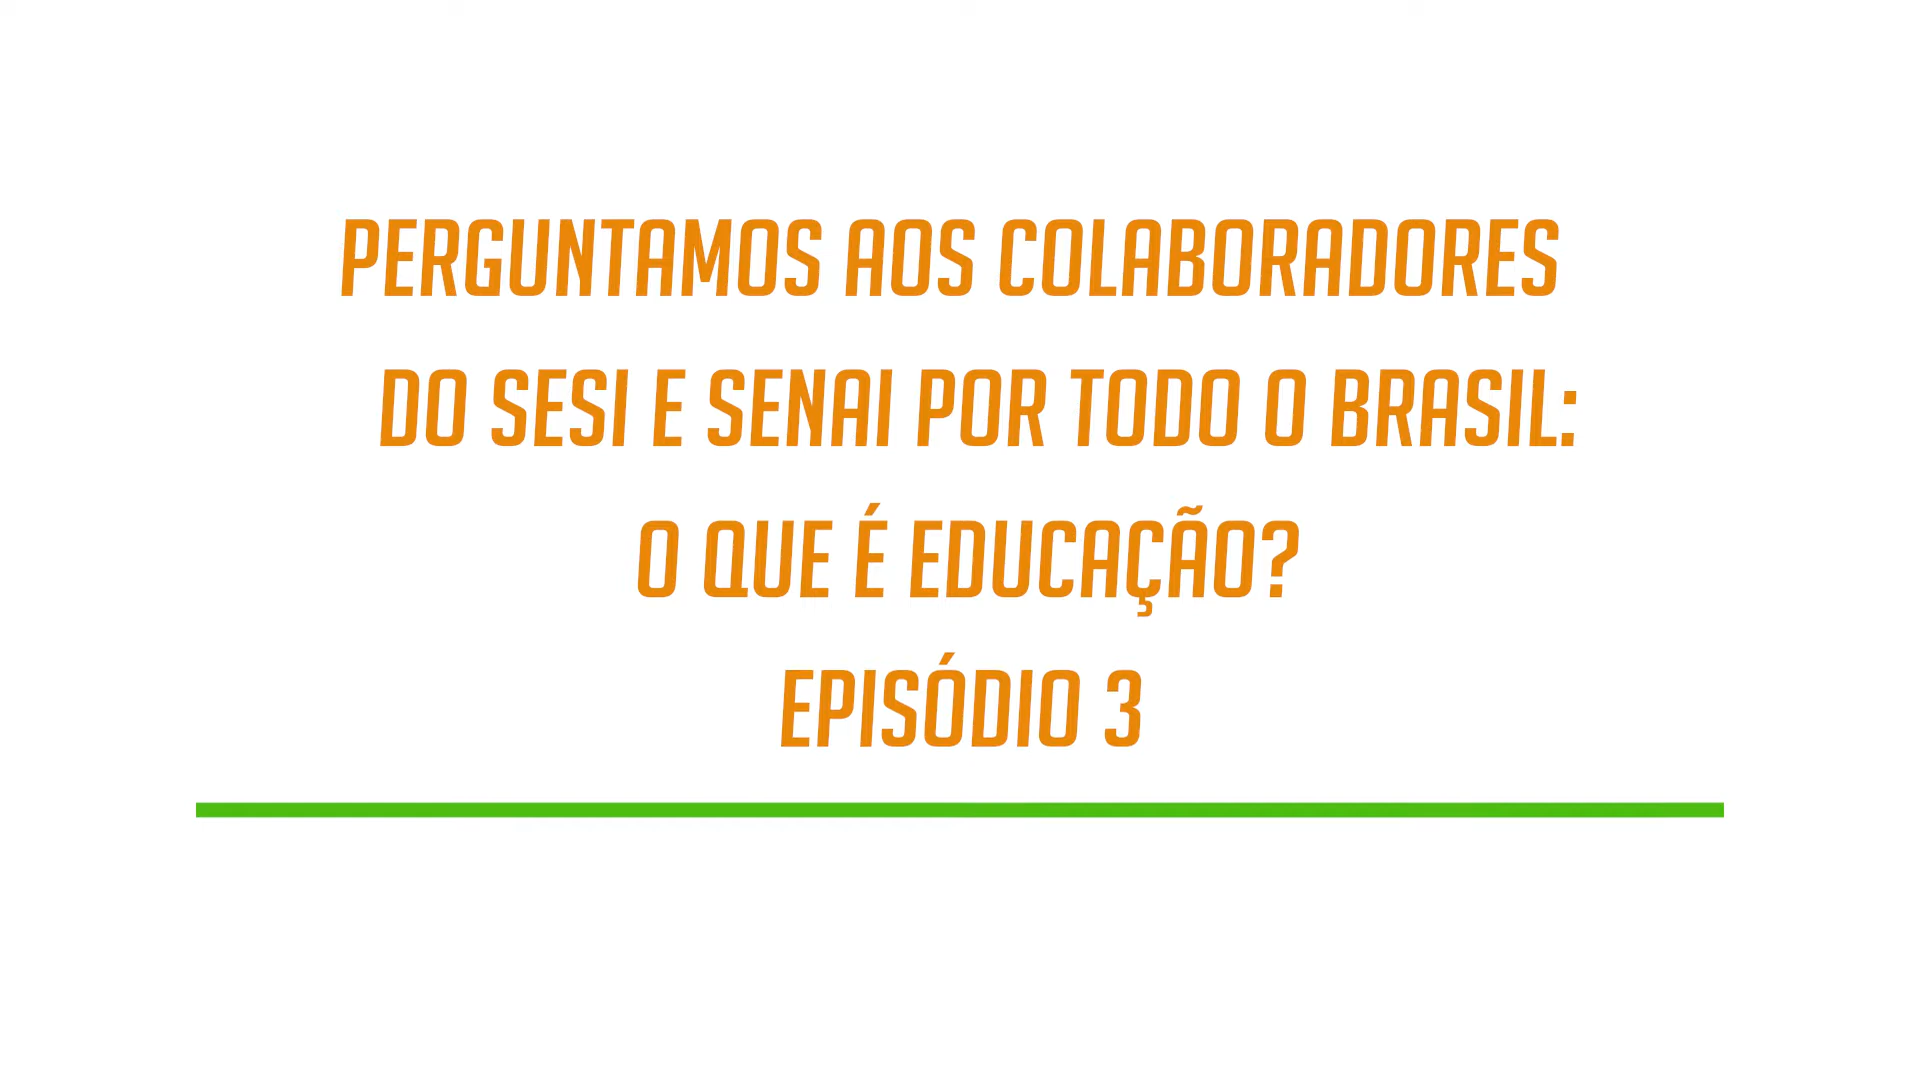 PERGUNTAMOS AOS COLABORADORES
DO SESI E SENAI POR TODO O BRASIL:
O QUE É EDUCAÇÃO?
EPISÓDIO 3